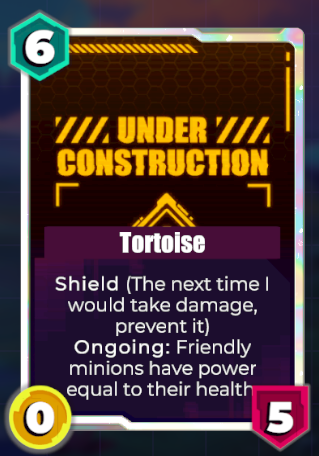 6
UNDER
CONSTRUCTION
Tortoise
Shield (The next time I
would take damage,
prevent it)
Ongoing: Friendly
minions have power
equal to their health
0
5